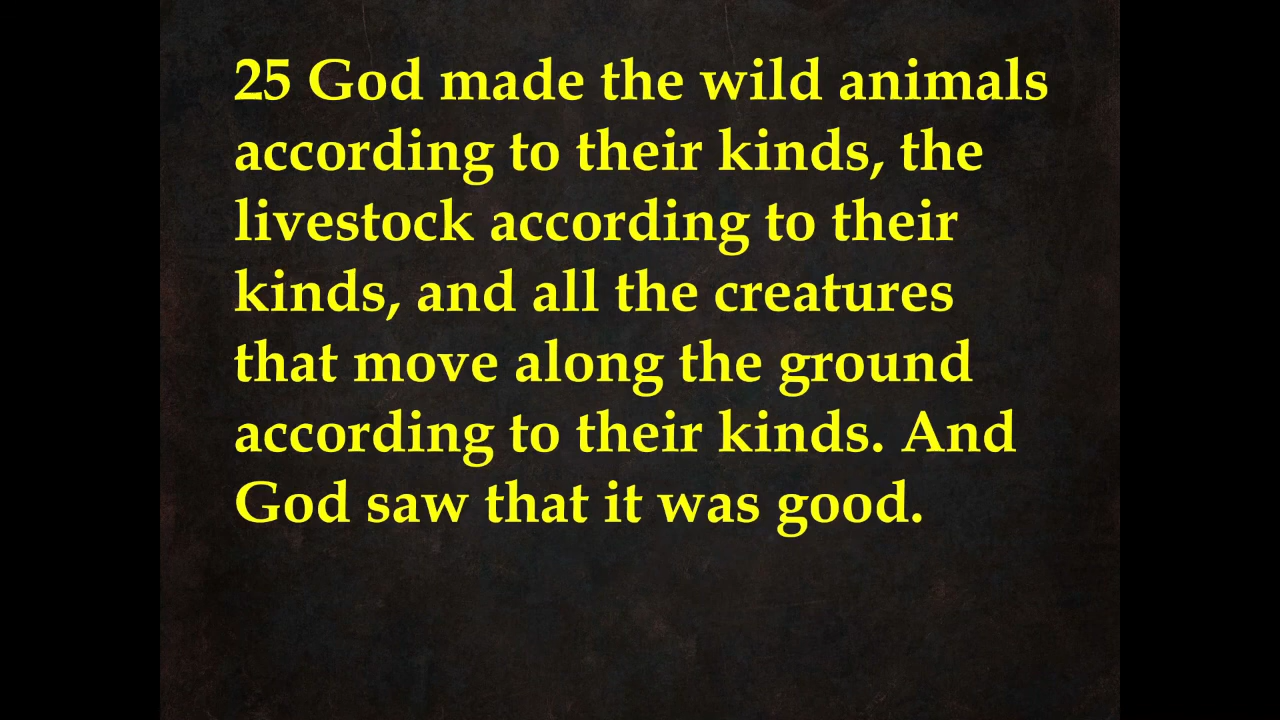 25 God made the wild animals
according to their kinds, the
livestock according to their
kinds, and all the creatures
that move along the ground
according to their kinds. And
God saw that it was good.